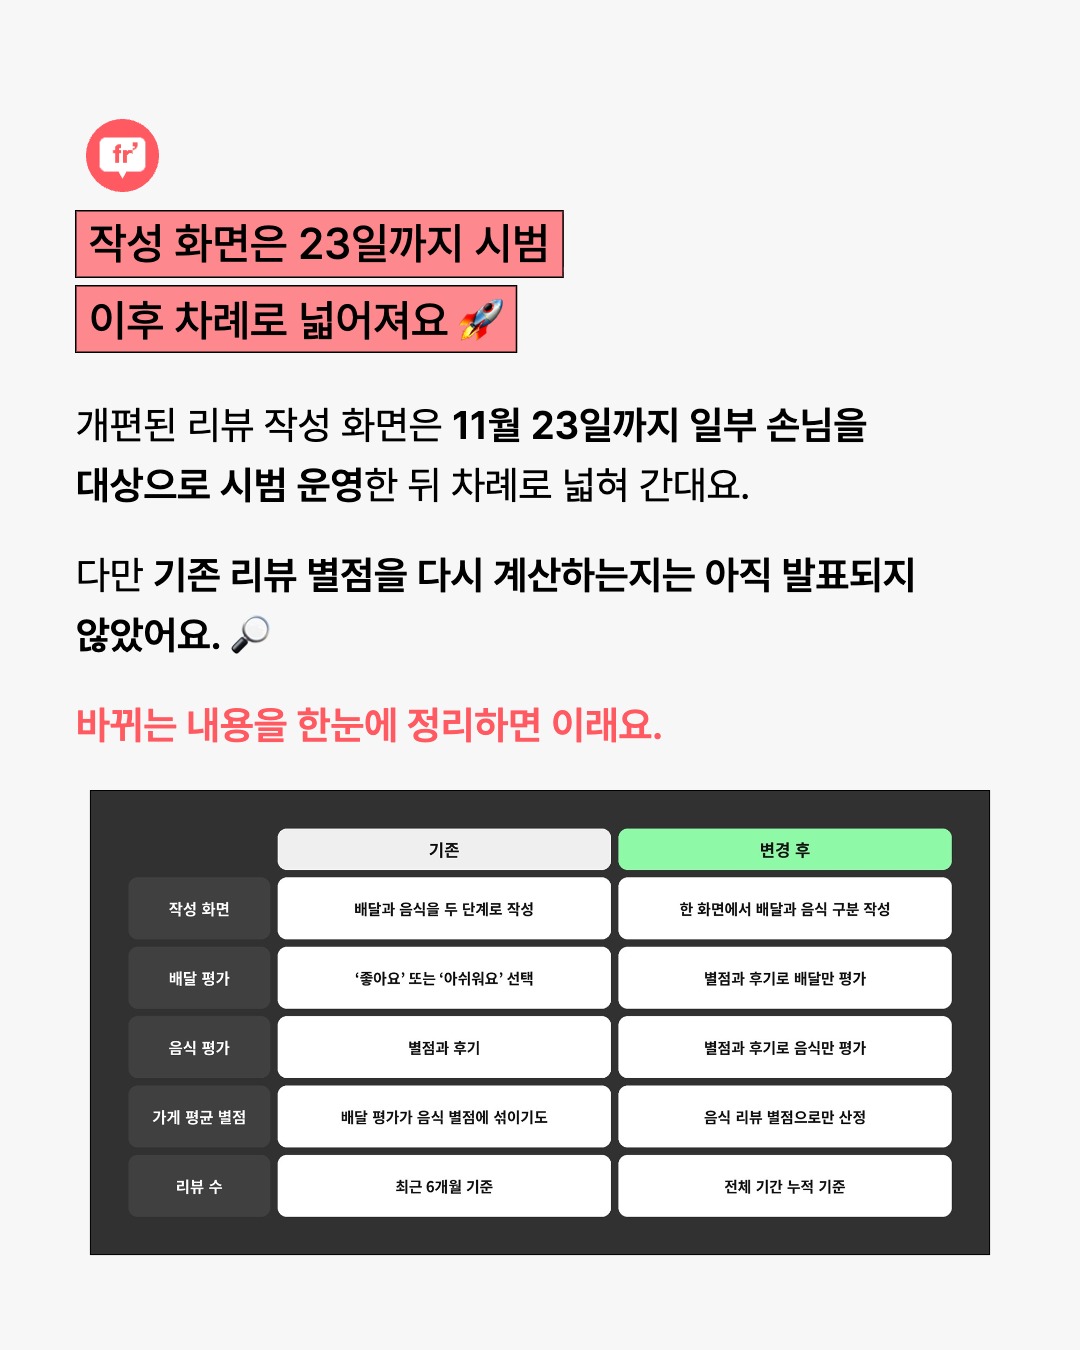 fr’
작성 화면은 23일까지 시범
이후 차례로 넓어져요 🚀
개편된 리뷰 작성 화면은 11월 23일까지 일부 손님을
대상으로 시범 운영한 뒤 차례로 넓혀 간대요.
다만 기존 리뷰 별점을 다시 계산하는지는 아직 발표되지
않았어요. 🔎
바뀌는 내용을 한눈에 정리하면 이래요.
기존 변경 후
작성 화면 배달과 음식을 두 단계로 작성 한 화면에서 배달과 음식 구분 작성
배달 평가 ‘좋아요’ 또는 ‘아쉬워요’ 선택 별점과 후기로 배달만 평가
음식 평가 별점과 후기 별점과 후기로 음식만 평가
가게 평균 별점 배달 평가가 음식 별점에 섞이기도 음식 리뷰 별점으로만 산정
리뷰 수 최근 6개월 기준 전체 기간 누적 기준